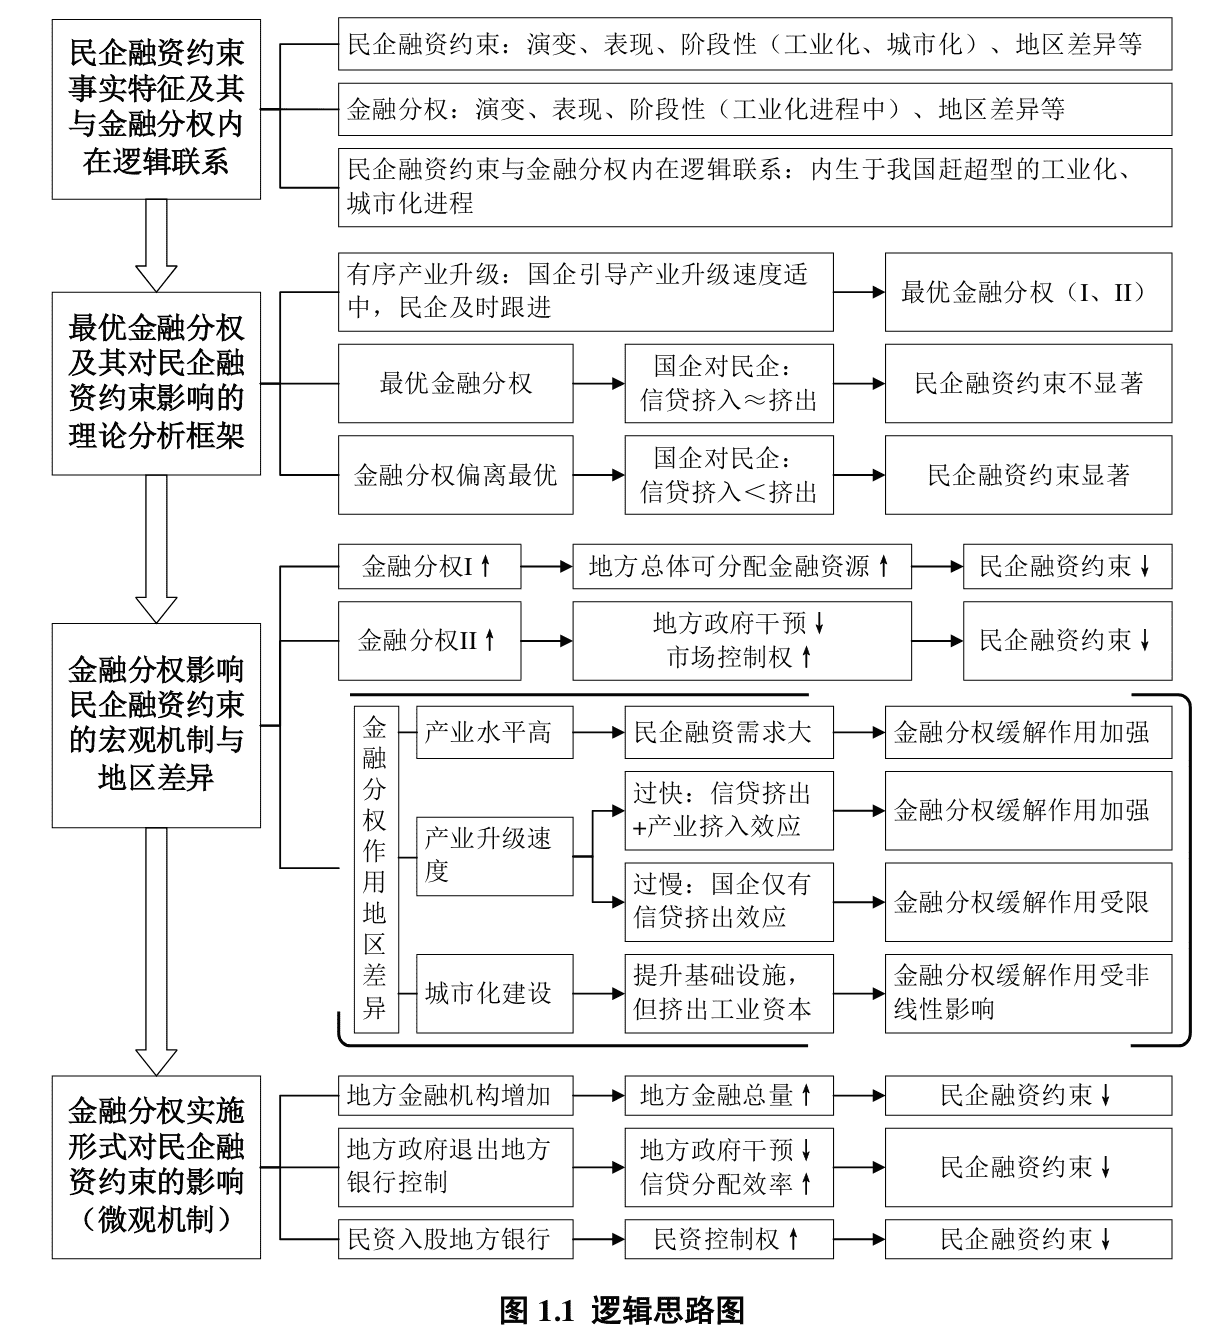 民企融资约束
事实特征及其
与金融分权内
在逻辑联系
民企融资约束：演变、表现、阶段性（工业化、城市化）、地区差异等
金融分权：演变、表现、阶段性（工业化进程中）、地区差异等
民企融资约束与金融分权内在逻辑联系：内生于我国赶超型的工业化、
城市化进程
最优金融分权
及其对民企融
资约束影响的
理论分析框架
有序产业升级：国企引导产业升级速度适
中，民企及时跟进
最优金融分权（I、II）
最优金融分权
国企对民企：
信贷挤入≈挤出
民企融资约束不显著
金融分权偏离最优
国企对民企：
信贷挤入＜挤出
民企融资约束显著
金融分权影响
民企融资约束
的宏观机制与
地区差异
金融分权I↑
地方总体可分配金融资源↑
民企融资约束↓
金融分权II↑
地方政府干预↓
市场控制权↑
民企融资约束↓
金融分权作用地区差异
产业水平高
民企融资需求大
金融分权缓解作用加强
产业升级速
度
过快：信贷挤出
+产业挤入效应
金融分权缓解作用加强
过慢：国企仅有
信贷挤出效应
金融分权缓解作用受限
城市化建设
提升基础设施，
但挤出工业资本
金融分权缓解作用受非
线性影响
金融分权实施
形式对民企融
资约束的影响
（微观机制）
地方金融机构增加
地方金融总量↑
民企融资约束↓
地方政府退出地方
银行控制
地方政府干预↓
信贷分配效率↑
民企融资约束↓
民资入股地方银行
民资控制权↑
民企融资约束↓
图 1.1 逻辑思路图